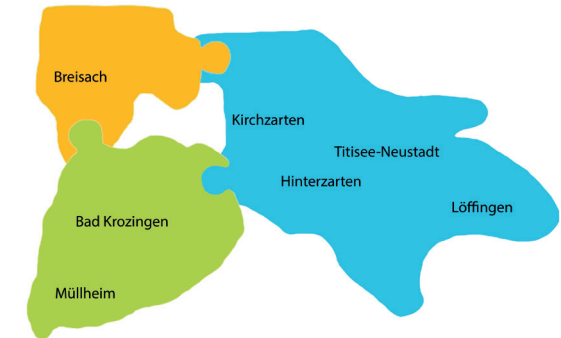 Breisach
Kirchzarten
Titisee-Neustadt
Hinterzarten
Löffingen
Bad Krozingen
Müllheim